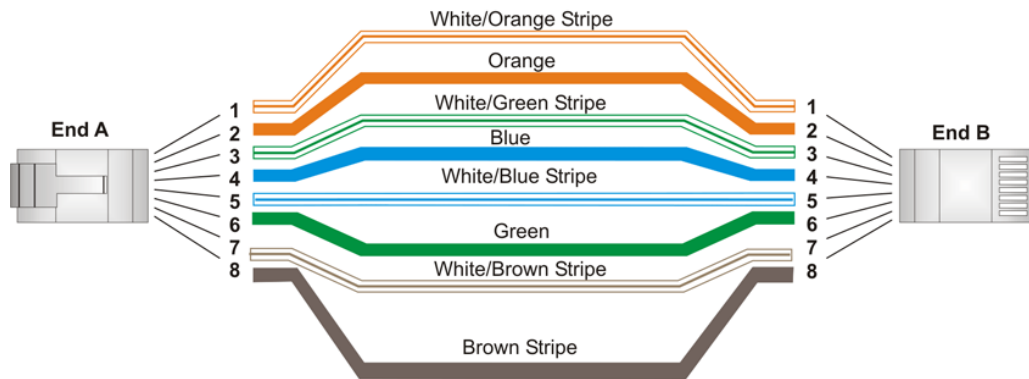 White/Orange Stripe
Orange
White/Green Stripe
Blue
White/Blue Stripe
Green
White/Brown Stripe
Brown Stripe
End A
1
2
3
4
5
6
7
8
End B
1
2
3
4
5
6
7
8